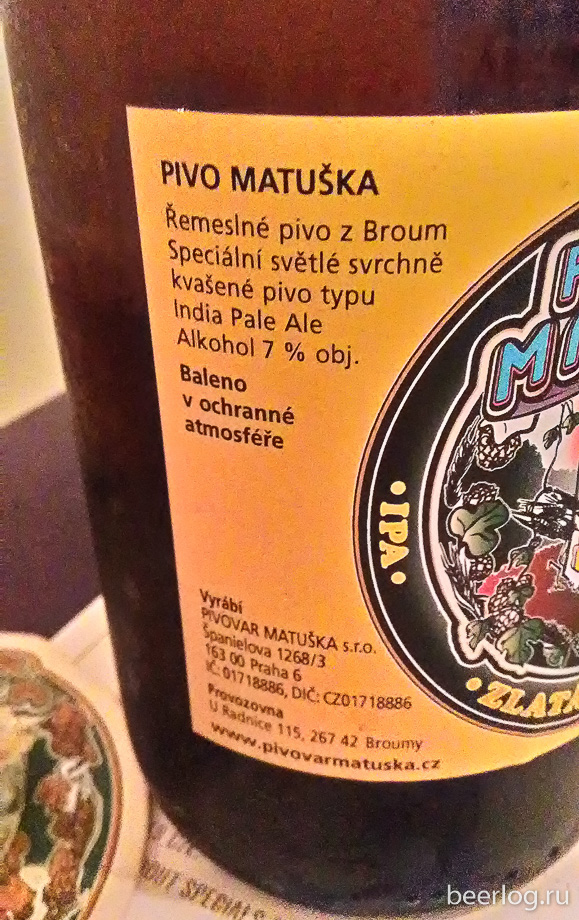 PIVO MATUŠKA
Řemeslné pivo z Broum
Speciální světlé svrchně
kvašené pivo typu
India Pale Ale
Alkohol 7 % obj.
Baleno
v ochranné
atmosféře
Vyrábí
PIVOVAR MATUŠKA s.r.o.
Španielova 1268/3
163 00 Praha 6
IČ: 01718886, DIČ: CZ01718886
Provozovna
U Radnice 115, 267 42 Broumy
www.pivovarmatuska.cz
• IPA •
beerlog.ru